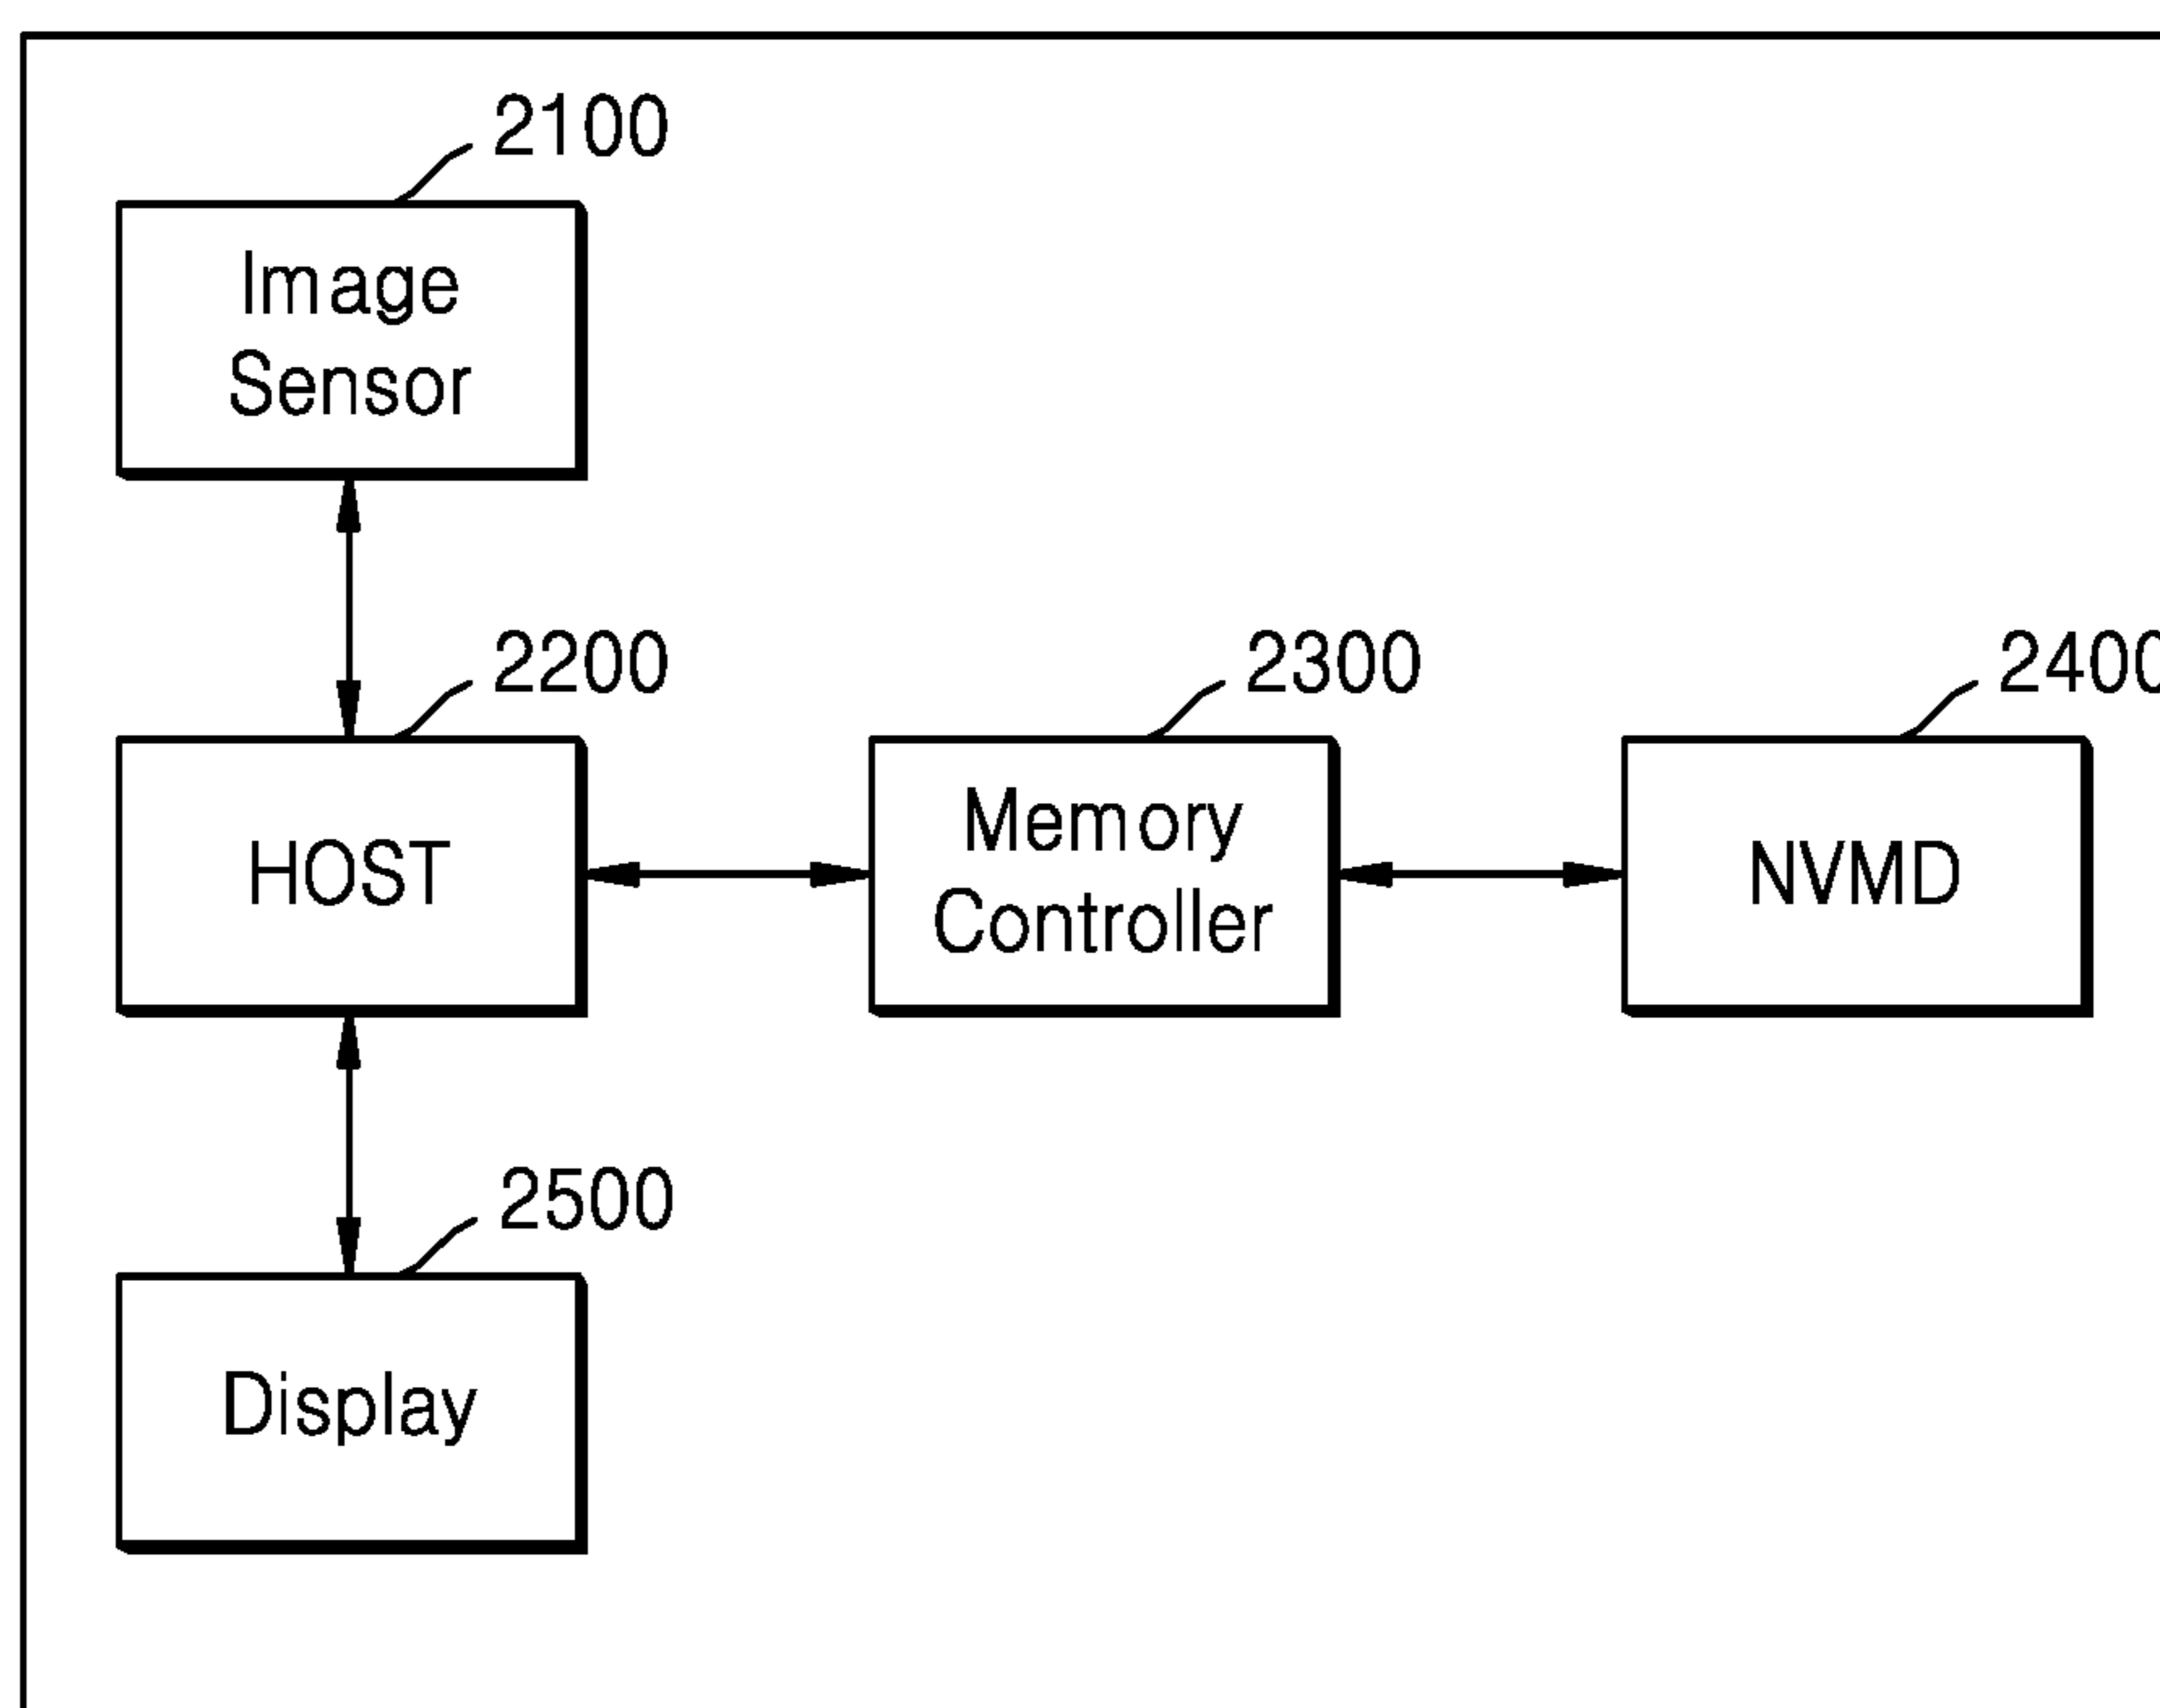 2100
Image
Sensor
2200
HOST
2300
Memory
Controller
2400
NVMD
2500
Display